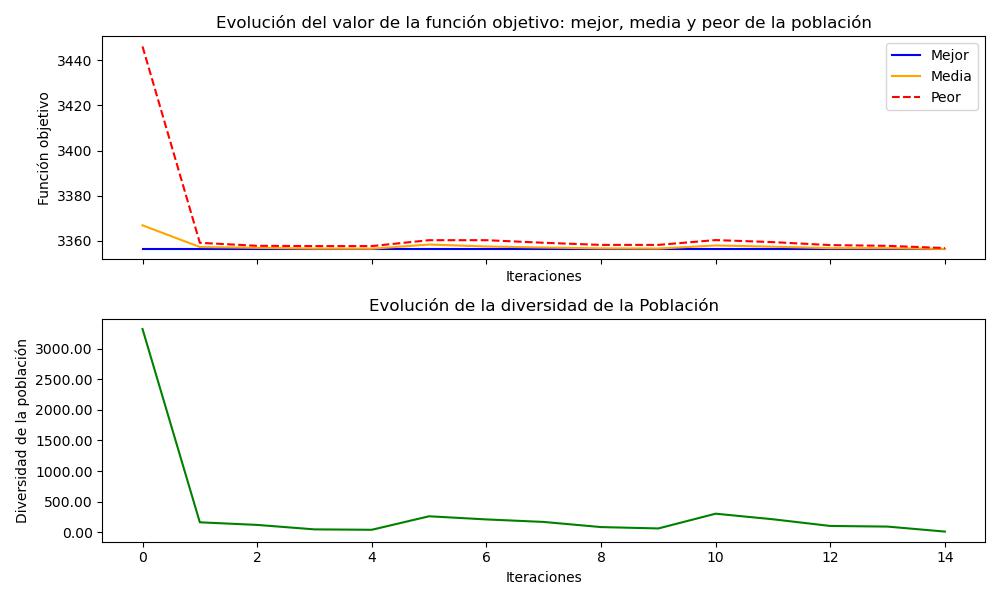 Evolución del valor de la función objetivo: mejor, media y peor de la población
Función objetivo
3440
3420
3400
3380
3360
Mejor
Media
Peor
Iteraciones
Evolución de la diversidad de la Población
Diversidad de la población
3000.00
2500.00
2000.00
1500.00
1000.00
500.00
0.00
0 2 4 6 8 10 12 14
Iteraciones